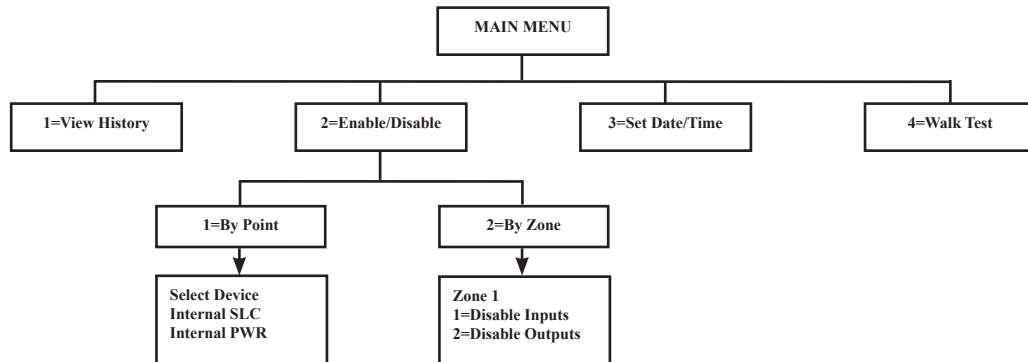 MAIN MENU
1=View History
2=Enable/Disable
3=Set Date/Time
4=Walk Test
1=By Point
2=By Zone
Select Device
Internal SLC
Internal PWR
Zone 1
1=Disable Inputs
2=Disable Outputs